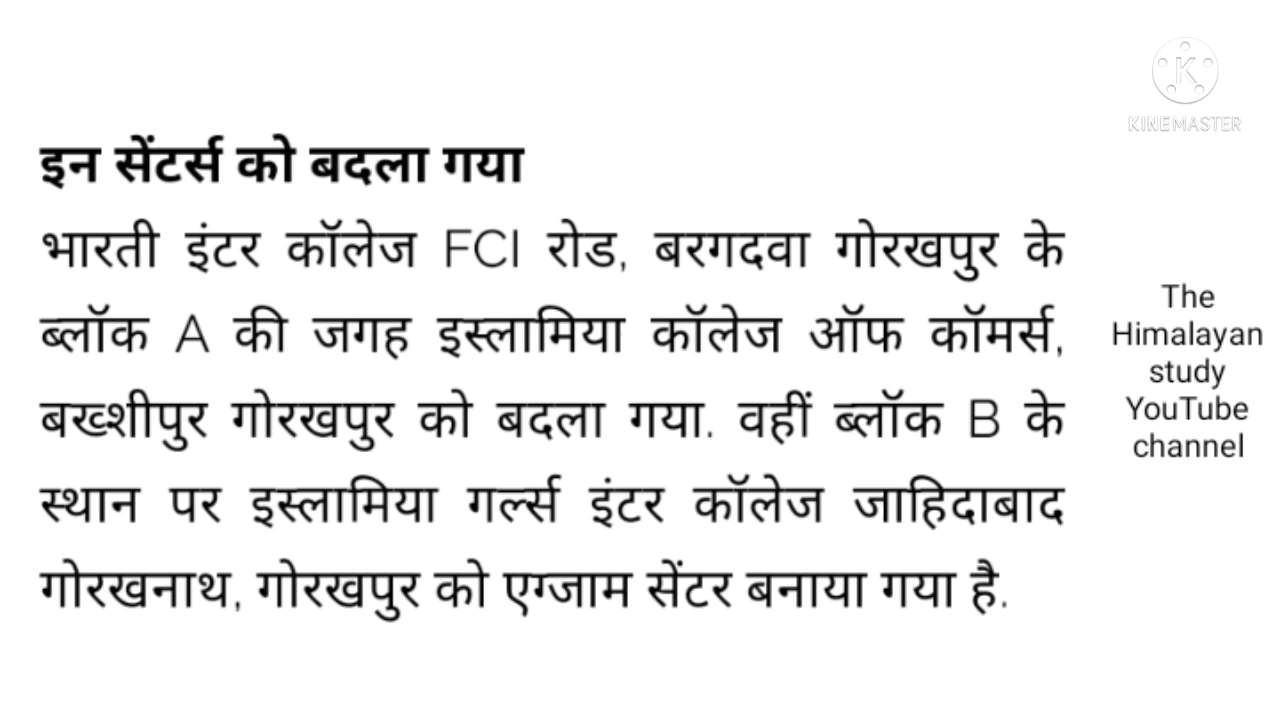 KINEMASTER
इन सेंटर्स को बदला गया
भारती इंटर कॉलेज FCI रोड, बरगदवा गोरखपुर के
ब्लॉक A की जगह इस्लामिया कॉलेज ऑफ कॉमर्स,
बख्शीपुर गोरखपुर को बदला गया. वहीं ब्लॉक B के
स्थान पर इस्लामिया गर्ल्स इंटर कॉलेज जाहिदाबाद
गोरखनाथ, गोरखपुर को एग्जाम सेंटर बनाया गया है.
The
Himalayan
study
YouTube
channel